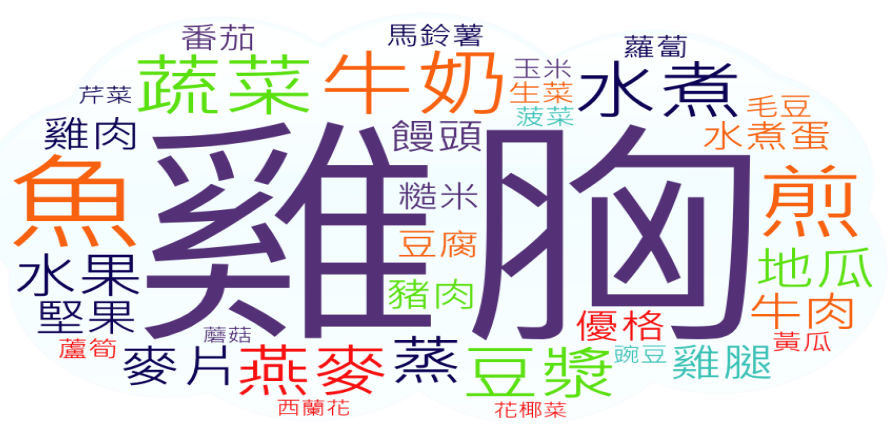 番茄
馬鈴薯
蘿蔔
蔬菜
牛奶
玉米
水煮
芹菜
生菜
毛豆
雞肉
饅頭
菠菜
水煮蛋
雞胸
魚
糙米
煎
豆腐
水果
豬肉
地瓜
堅果
優格
牛肉
蘆筍
蘑菇
黃瓜
麥片
燕麥
蒸
豆漿
豌豆
雞腿
西蘭花
花椰菜